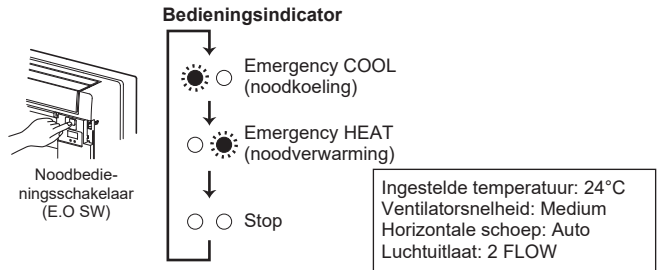 Bedieningsindicator
Emergency COOL
(noodkoeling)
Emergency HEAT
(noodverwarming)
Stop
Noodbedie-
ningsschakelaar
(E.O SW)
Ingestelde temperatuur: 24°C
Ventilatorsnelheid: Medium
Horizontale schoep: Auto
Luchtuitlaat: 2 FLOW